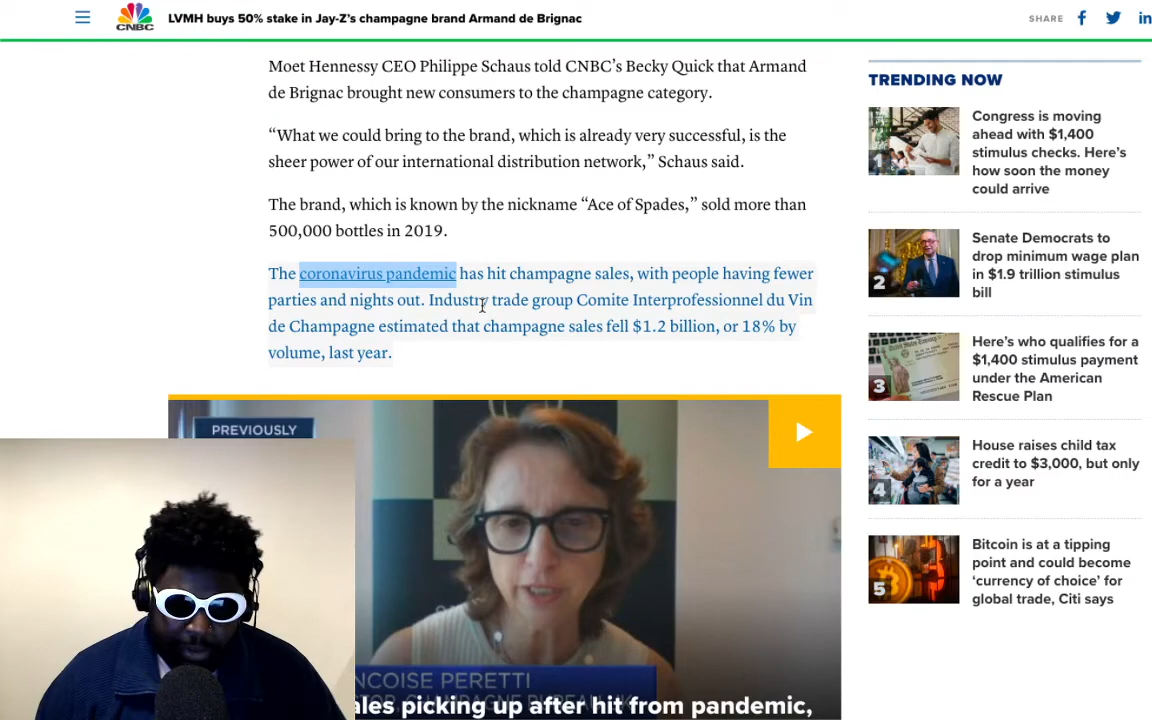 CNBC
LVMH buys 50% stake in Jay-Z's champagne brand Armand de Brignac
SHARE
Moet Hennessy CEO Philippe Schaus told CNBC's Becky Quick that Armand
de Brignac brought new consumers to the champagne category.
“What we could bring to the brand, which is already very successful, is the
sheer power of our international distribution network,” Schaus said.
The brand, which is known by the nickname “Ace of Spades,” sold more than
500,000 bottles in 2019.
The coronavirus pandemic has hit champagne sales, with people having fewer
parties and nights out. Industry trade group Comite Interprofessionnel du Vin
de Champagne estimated that champagne sales fell $1.2 billion, or 18% by
volume, last year.
PREVIOUSLY
NCOISE PERETTI
ales picking up after hit from pandemic,
TRENDING NOW
1
Congress is moving
ahead with $1,400
stimulus checks. Here's
how soon the money
could arrive
2
Senate Democrats to
drop minimum wage plan
in $1.9 trillion stimulus
bill
3
Here's who qualifies for a
$1,400 stimulus payment
under the American
Rescue Plan
4
House raises child tax
credit to $3,000, but only
for a year
5
Bitcoin is at a tipping
point and could become
‘currency of choice’ for
global trade, Citi says